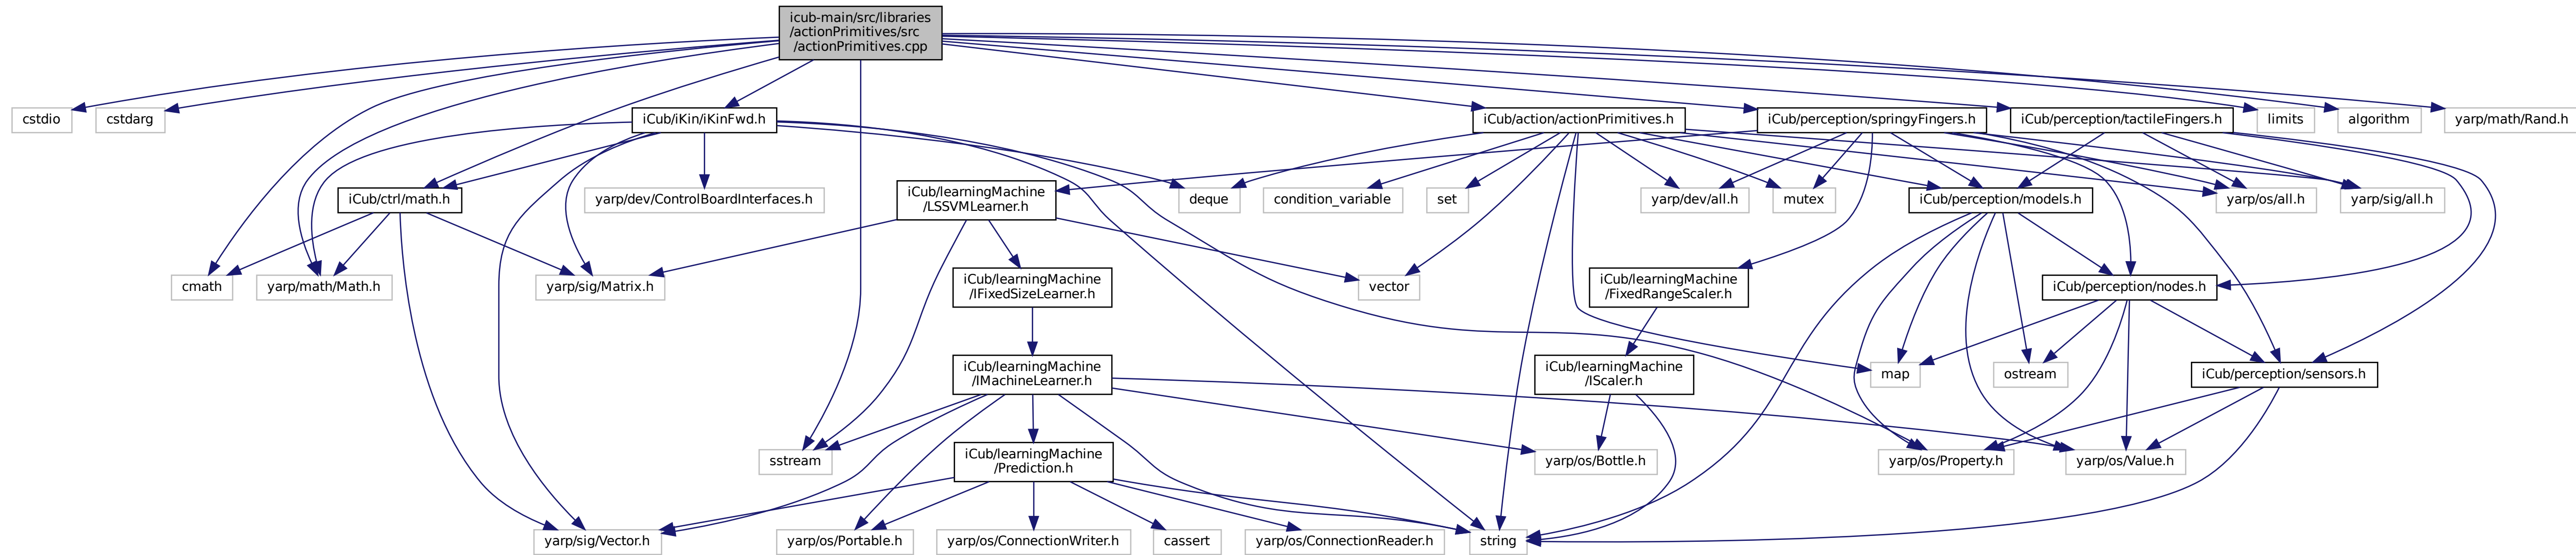 icub-main/src/libraries
/actionPrimitives/src
/actionPrimitives.cpp
cstdio
cstdarg
iCub/iKin/iKinFwd.h
iCub/action/actionPrimitives.h
iCub/perception/springyFingers.h
iCub/perception/tactileFingers.h
limits
algorithm
yarp/math/Rand.h
iCub/ctrl/math.h
yarp/dev/ControlBoardInterfaces.h
iCub/learningMachine
/LSSVMLearner.h
deque
condition_variable
set
yarp/dev/all.h
mutex
iCub/perception/models.h
yarp/os/all.h
yarp/sig/all.h
cmath
yarp/math/Math.h
yarp/sig/Matrix.h
iCub/learningMachine
/IFixedSizeLearner.h
vector
iCub/learningMachine
/FixedRangeScaler.h
iCub/perception/nodes.h
iCub/learningMachine
/IMachineLearner.h
iCub/learningMachine
/IScaler.h
map
ostream
iCub/perception/sensors.h
sstream
iCub/learningMachine
/Prediction.h
yarp/os/Bottle.h
yarp/os/Property.h
yarp/os/Value.h
yarp/sig/Vector.h
yarp/os/Portable.h
yarp/os/ConnectionWriter.h
cassert
yarp/os/ConnectionReader.h
string